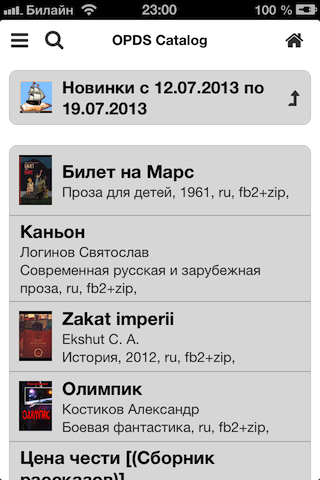 Билайн 23:00 100 %
OPDS Catalog
Новинки с 12.07.2013 по
19.07.2013
Билет на Марс
Проза для детей, 1961, ru, fb2+zip,
Каньон
Логинов Святослав
Современная русская и зарубежная
проза, ru, fb2+zip,
Zakat imperii
Ekshut C. A.
История, 2012, ru, fb2+zip,
Олимпик
Костиков Александр
Боевая фантастика, ru, fb2+zip,
Цена чести [(Сборник
рассказов)]